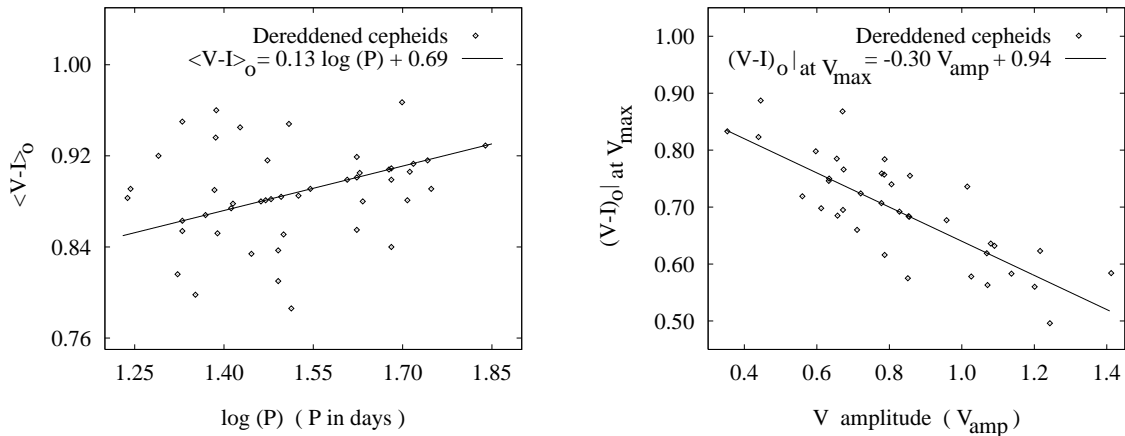 Dereddened cepheids
<V-I>o = 0.13 log (P) + 0.69
1.00
0.92
0.84
0.76
<V-I>o
1.25 1.40 1.55 1.70 1.85
log (P) ( P in days )
Dereddened cepheids
(V-I)o| at Vmax = -0.30 Vamp + 0.94
1.00
0.90
0.80
0.70
0.60
0.50
(V-I)o| at Vmax
0.4 0.6 0.8 1.0 1.2 1.4
V amplitude ( Vamp )